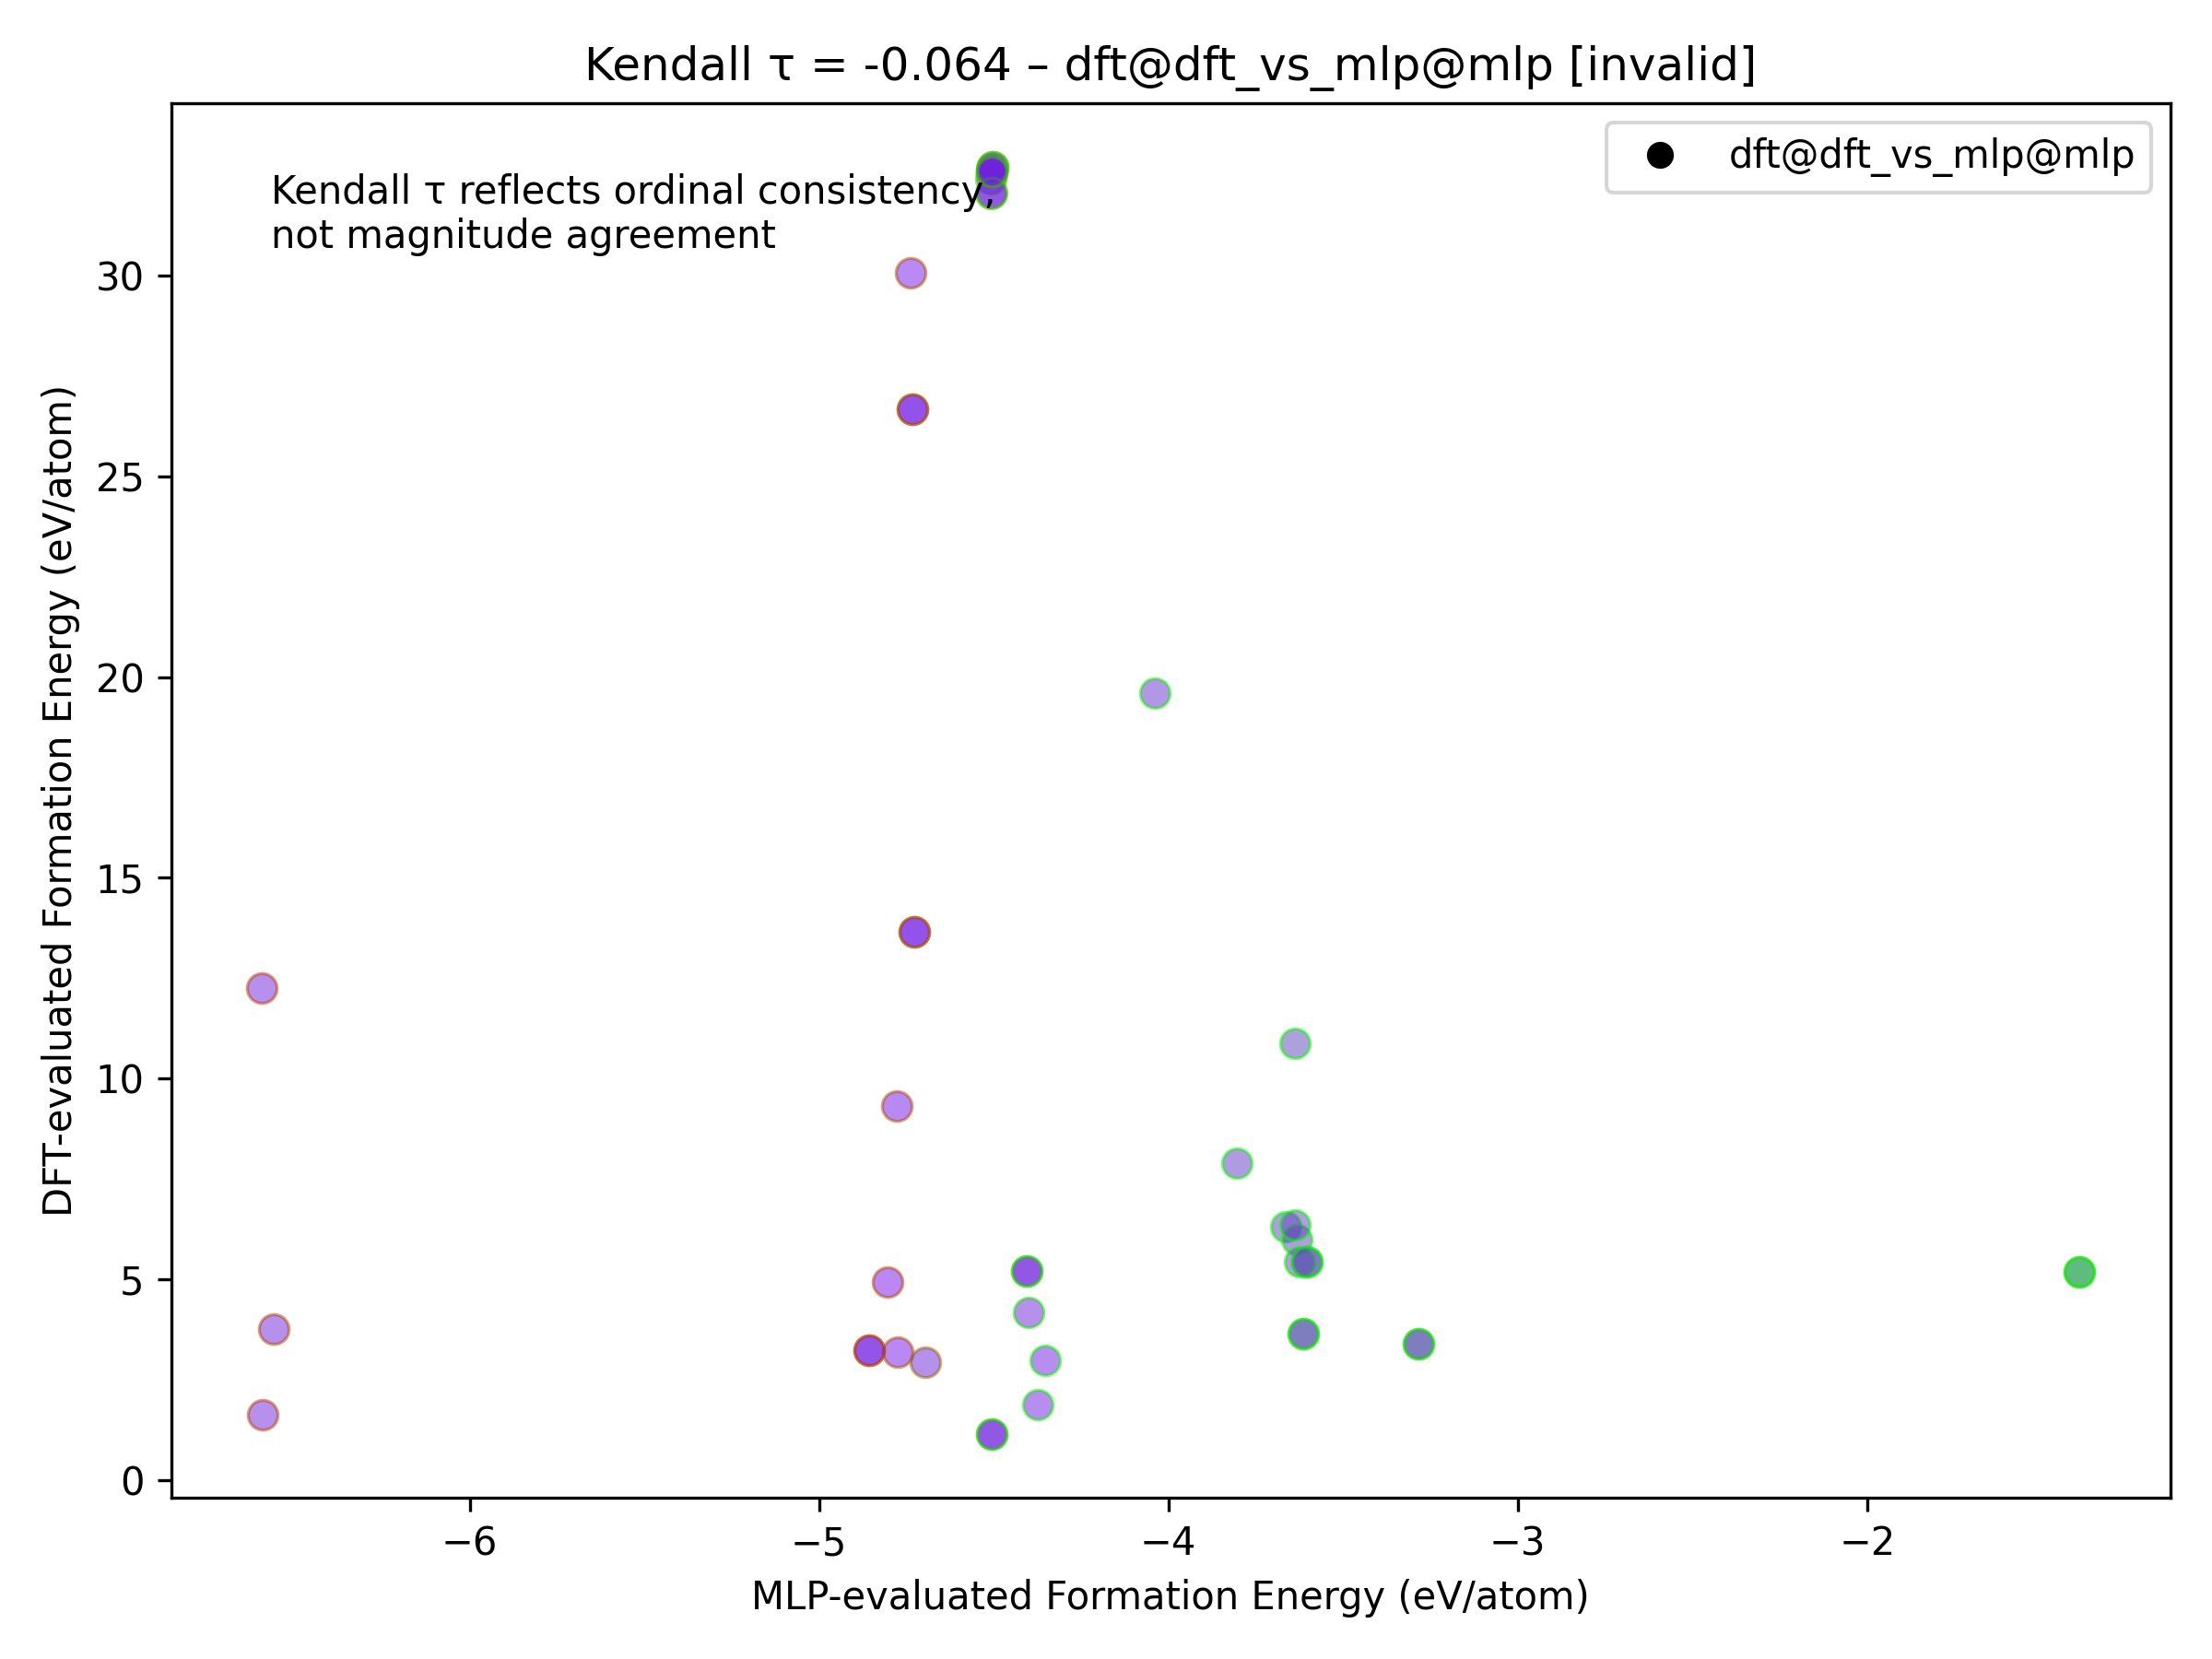 Kendall τ = -0.064 – dft@dft_vs_mlp@mlp [invalid]
dft@dft_vs_mlp@mlp
Kendall τ reflects ordinal consistency,
not magnitude agreement
DFT-evaluated Formation Energy (eV/atom)
30
25
20
15
10
5
0
−6
−5
−4
−3
−2
MLP-evaluated Formation Energy (eV/atom)